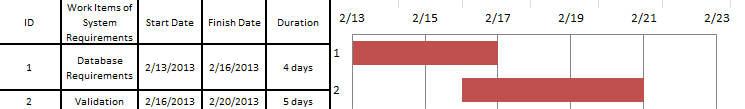 ID Work Items of System Requirements Start Date Finish Date Duration
1 Database Requirements 2/13/2013 2/16/2013 4 days
2 Validation 2/16/2013 2/20/2013 5 days
2/13 2/15 2/17 2/19 2/21 2/23
1
2